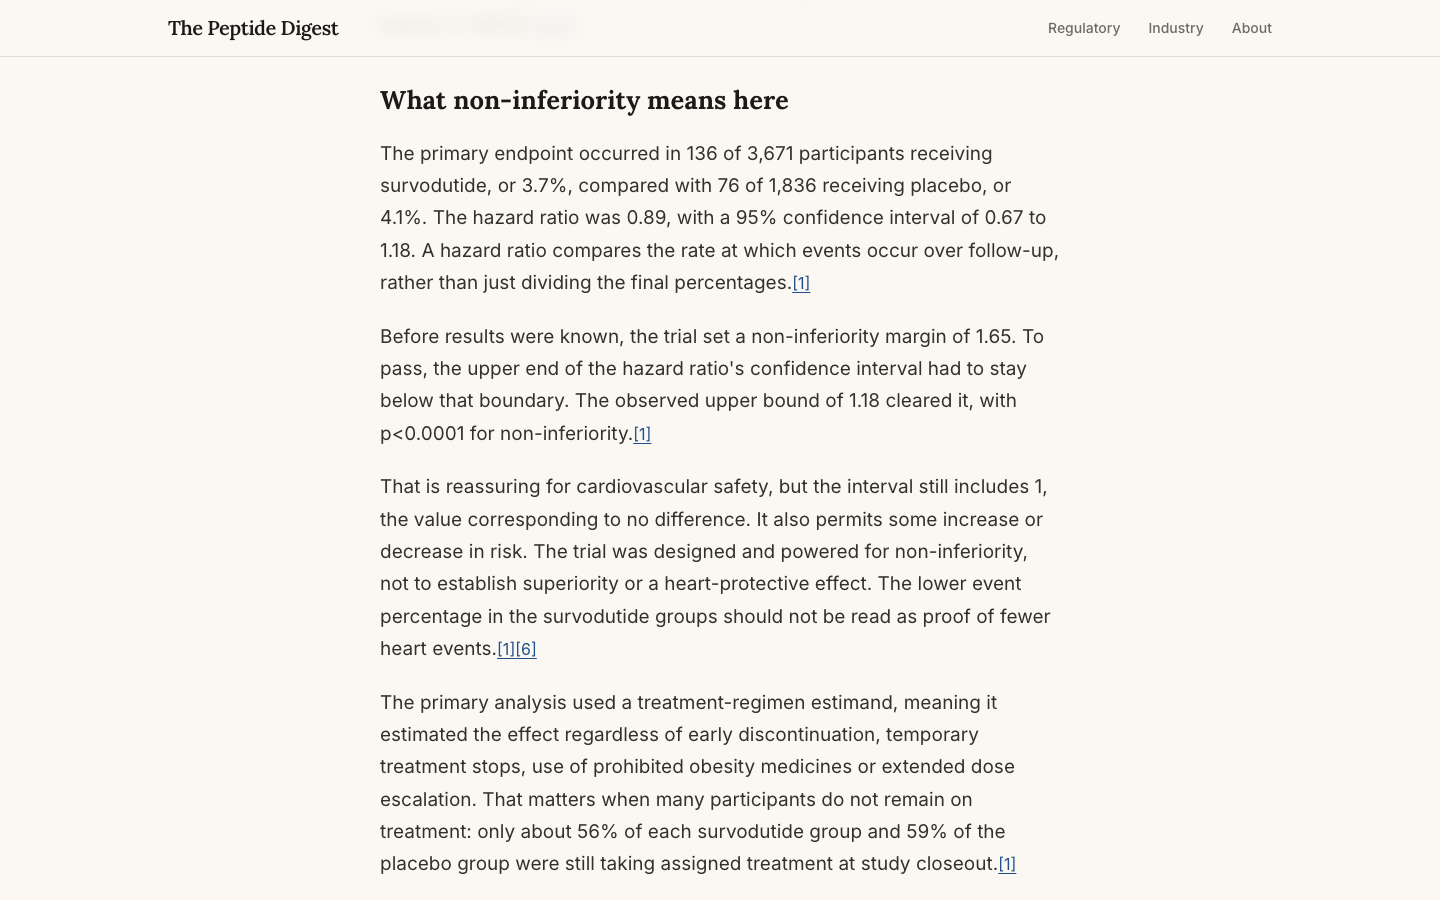 The Peptide Digest
Regulatory
Industry
About
What non-inferiority means here
The primary endpoint occurred in 136 of 3,671 participants receiving
survodutide, or 3.7%, compared with 76 of 1,836 receiving placebo, or
4.1%. The hazard ratio was 0.89, with a 95% confidence interval of 0.67 to
1.18. A hazard ratio compares the rate at which events occur over follow-up,
rather than just dividing the final percentages.[1]
Before results were known, the trial set a non-inferiority margin of 1.65. To
pass, the upper end of the hazard ratio's confidence interval had to stay
below that boundary. The observed upper bound of 1.18 cleared it, with
p<0.0001 for non-inferiority.[1]
That is reassuring for cardiovascular safety, but the interval still includes 1,
the value corresponding to no difference. It also permits some increase or
decrease in risk. The trial was designed and powered for non-inferiority,
not to establish superiority or a heart-protective effect. The lower event
percentage in the survodutide groups should not be read as proof of fewer
heart events.[1][6]
The primary analysis used a treatment-regimen estimand, meaning it
estimated the effect regardless of early discontinuation, temporary
treatment stops, use of prohibited obesity medicines or extended dose
escalation. That matters when many participants do not remain on
treatment: only about 56% of each survodutide group and 59% of the
placebo group were still taking assigned treatment at study closeout.[1]